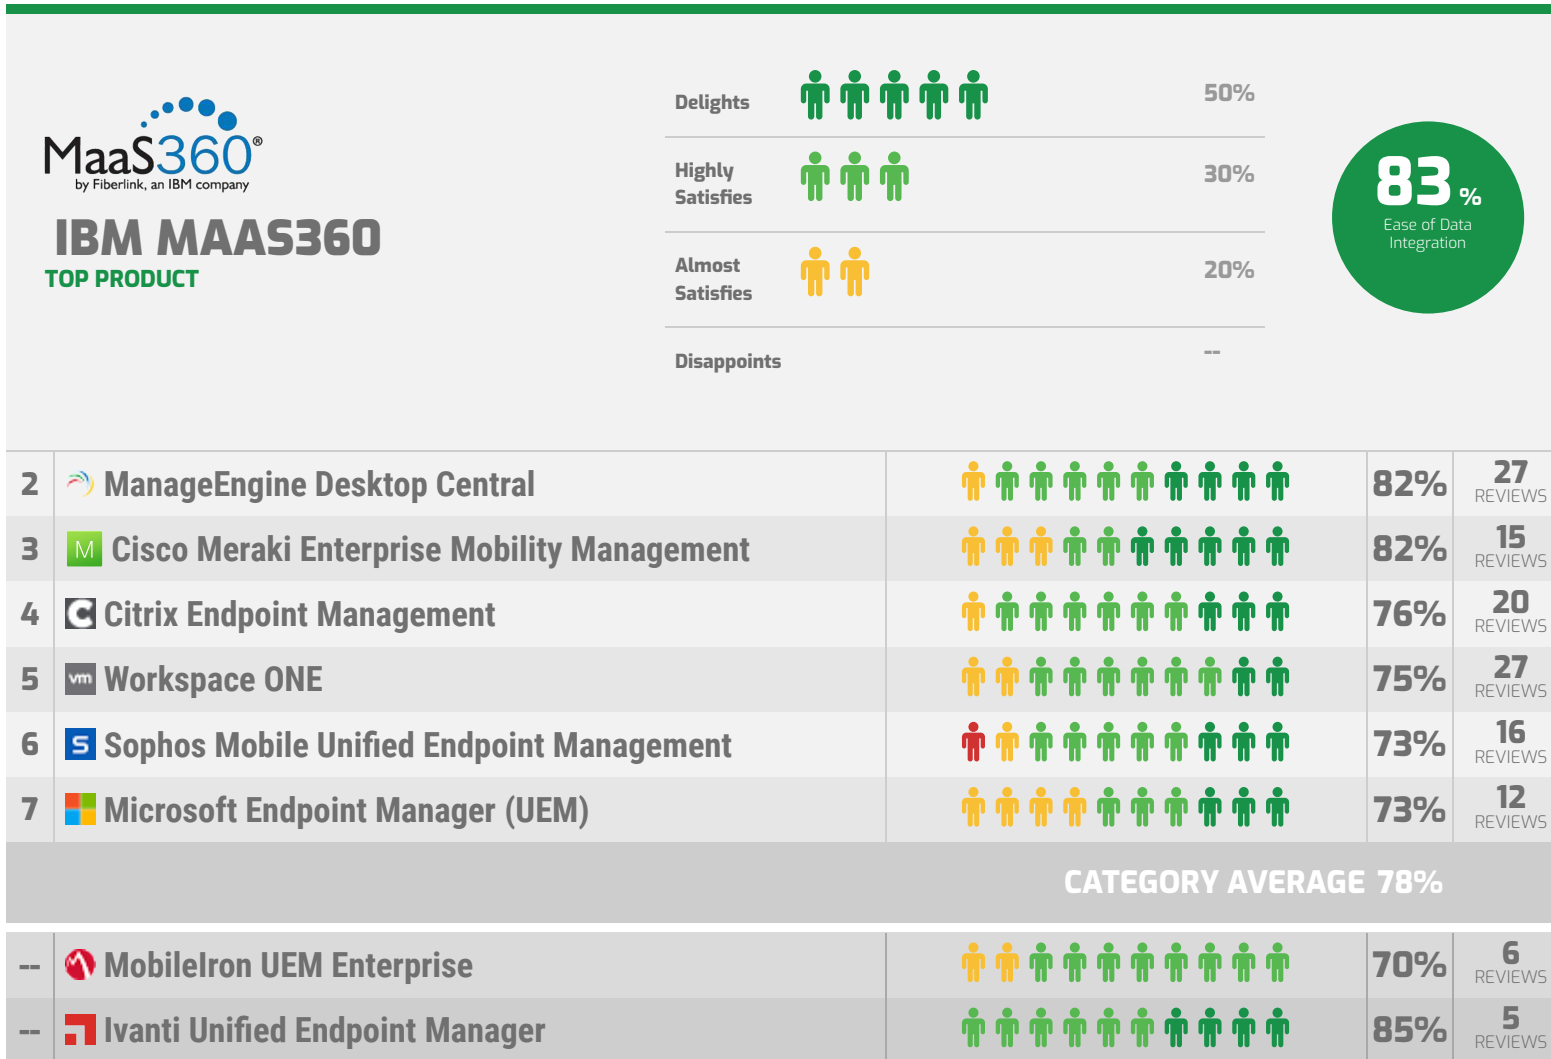 MaaS360®
by Fiberlink, an IBM company
IBM MAAS360
TOP PRODUCT
Delights 50%
Highly
Satisfies 30%
Almost
Satisfies 20%
Disappoints --
83 %
Ease of Data
Integration
2 ManageEngine Desktop Central 82% 27
REVIEWS
3 M Cisco Meraki Enterprise Mobility Management 82% 15
REVIEWS
4 C Citrix Endpoint Management 76% 20
REVIEWS
5 vm Workspace ONE 75% 27
REVIEWS
6 S Sophos Mobile Unified Endpoint Management 73% 16
REVIEWS
7 Microsoft Endpoint Manager (UEM) 73% 12
REVIEWS
CATEGORY AVERAGE 78%
-- MobileIron UEM Enterprise 70% 6
REVIEWS
-- Ivanti Unified Endpoint Manager 85% 5
REVIEWS